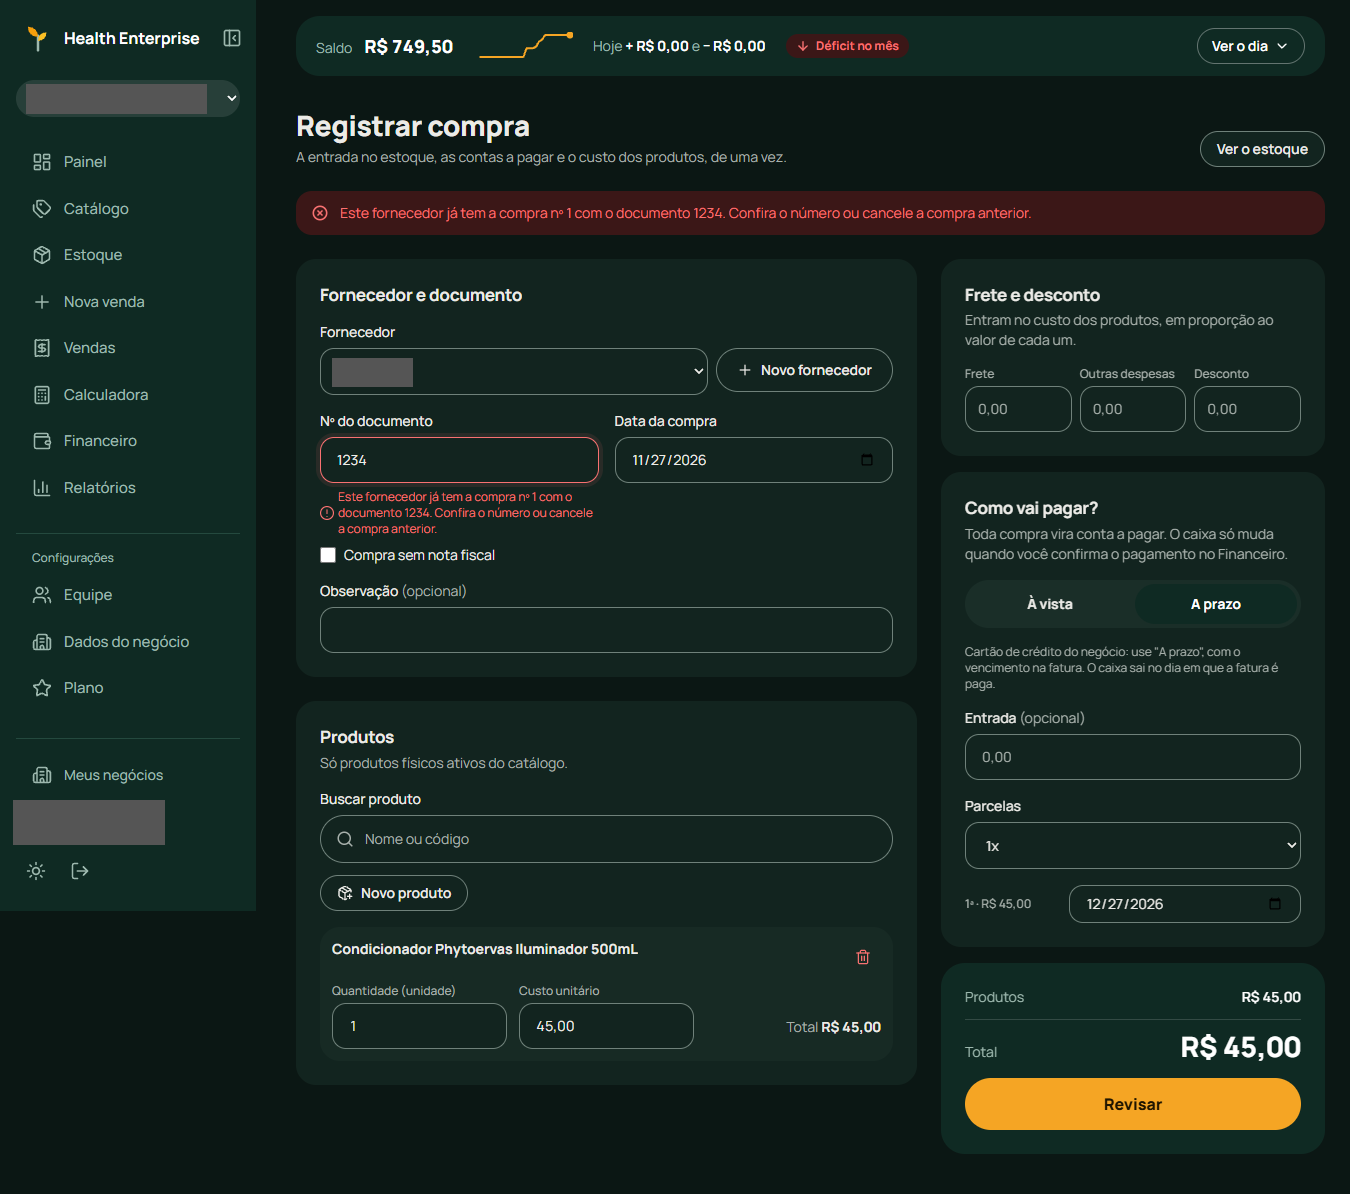 Health Enterprise
Painel
Catálogo
Estoque
Nova venda
Vendas
Calculadora
Financeiro
Relatórios
Configurações
Equipe
Dados do negócio
Plano
Meus negócios
Saldo R$ 749,50 Hoje + R$ 0,00 e − R$ 0,00 Déficit no mês Ver o dia
Registrar compra
A entrada no estoque, as contas a pagar e o custo dos produtos, de uma vez.
Ver o estoque
Este fornecedor já tem a compra nº 1 com o documento 1234. Confira o número ou cancele a compra anterior.
Fornecedor e documento
Fornecedor
Novo fornecedor
Nº do documento
1234
Este fornecedor já tem a compra nº 1 com o
documento 1234. Confira o número ou cancele
a compra anterior.
Data da compra
11/27/2026
Compra sem nota fiscal
Observação (opcional)
Produtos
Só produtos físicos ativos do catálogo.
Buscar produto
Nome ou código
Novo produto
Condicionador Phytoervas Iluminador 500mL
Quantidade (unidade)
1
Custo unitário
45,00
Total R$ 45,00
Frete e desconto
Entram no custo dos produtos, em proporção ao
valor de cada um.
Frete
0,00
Outras despesas
0,00
Desconto
0,00
Como vai pagar?
Toda compra vira conta a pagar. O caixa só muda
quando você confirma o pagamento no Financeiro.
À vista
A prazo
Cartão de crédito do negócio: use "A prazo", com o
vencimento na fatura. O caixa sai no dia em que a fatura é
paga.
Entrada (opcional)
0,00
Parcelas
1x
1ª · R$ 45,00
12/27/2026
Produtos R$ 45,00
Total R$ 45,00
Revisar